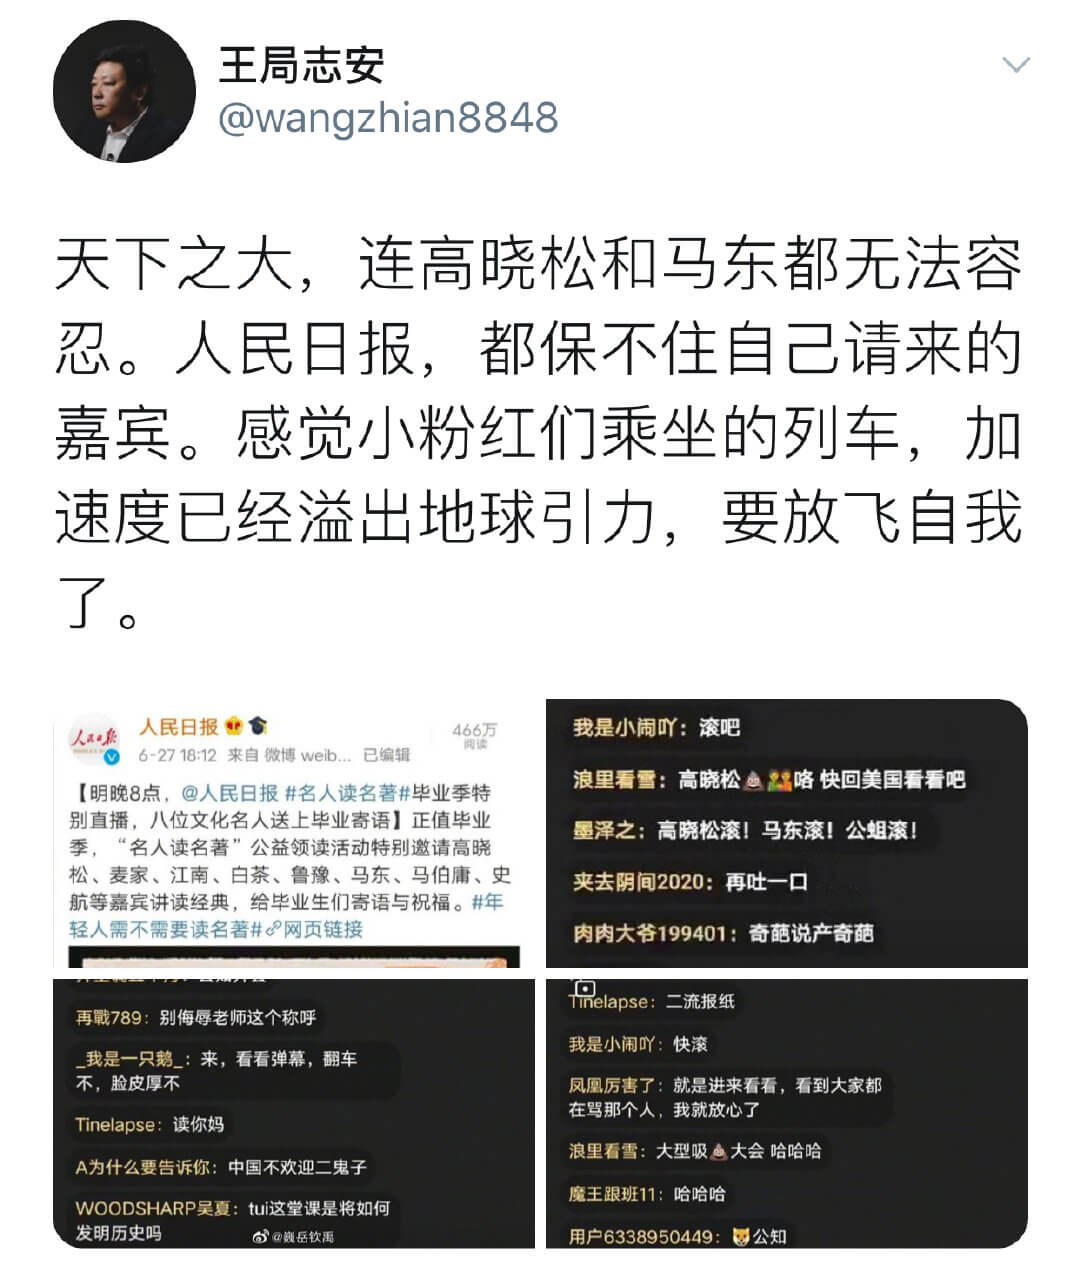 王局志安
@wangzhian8848
天下之大，连高晓松和马东都无法容
忍。人民日报，都保不住自己请来的
嘉宾。感觉小粉红们乘坐的列车，加
速度已经溢出地球引力，要放飞自我
了。
人民日报
466万
阅读
6-27 18:12 来自 微博 weib... 已编辑
【明晚8点，@人民日报 #名人读名著#毕业季特
别直播，八位文化名人送上毕业寄语】正值毕业
季，“名人读名著”公益领读活动特别邀请高晓
松、麦家、江南、白茶、鲁豫、马东、马伯庸、史
航等嘉宾讲读经典，给毕业生们寄语与祝福。#年
轻人需不需要读名著#网页链接
我是小闹吖：滚吧
浪里看雪：高晓松💩👫咯 快回美国看看吧
墨泽之：高晓松滚！马东滚！公蛆滚！
夹去阴间2020：再吐一口
肉肉大爷199401：奇葩说产奇葩
再戰789：别侮辱老师这个称呼
_我是一只鹅_：来，看看弹幕，翻车
不，脸皮厚不
Tinelapse：读你妈
A为什么要告诉你：中国不欢迎二鬼子
WOODSHARP吴夏：tui这堂课是将如何
发明历史吗
@巍岳钦禹
Tinelapse：二流报纸
我是小闹吖：快滚
凤凰厉害了：就是进来看看，看到大家都
在骂那个人，我就放心了
浪里看雪：大型吸💩大会 哈哈哈
魔王跟班11：哈哈哈
用户6338950449：🐶公知